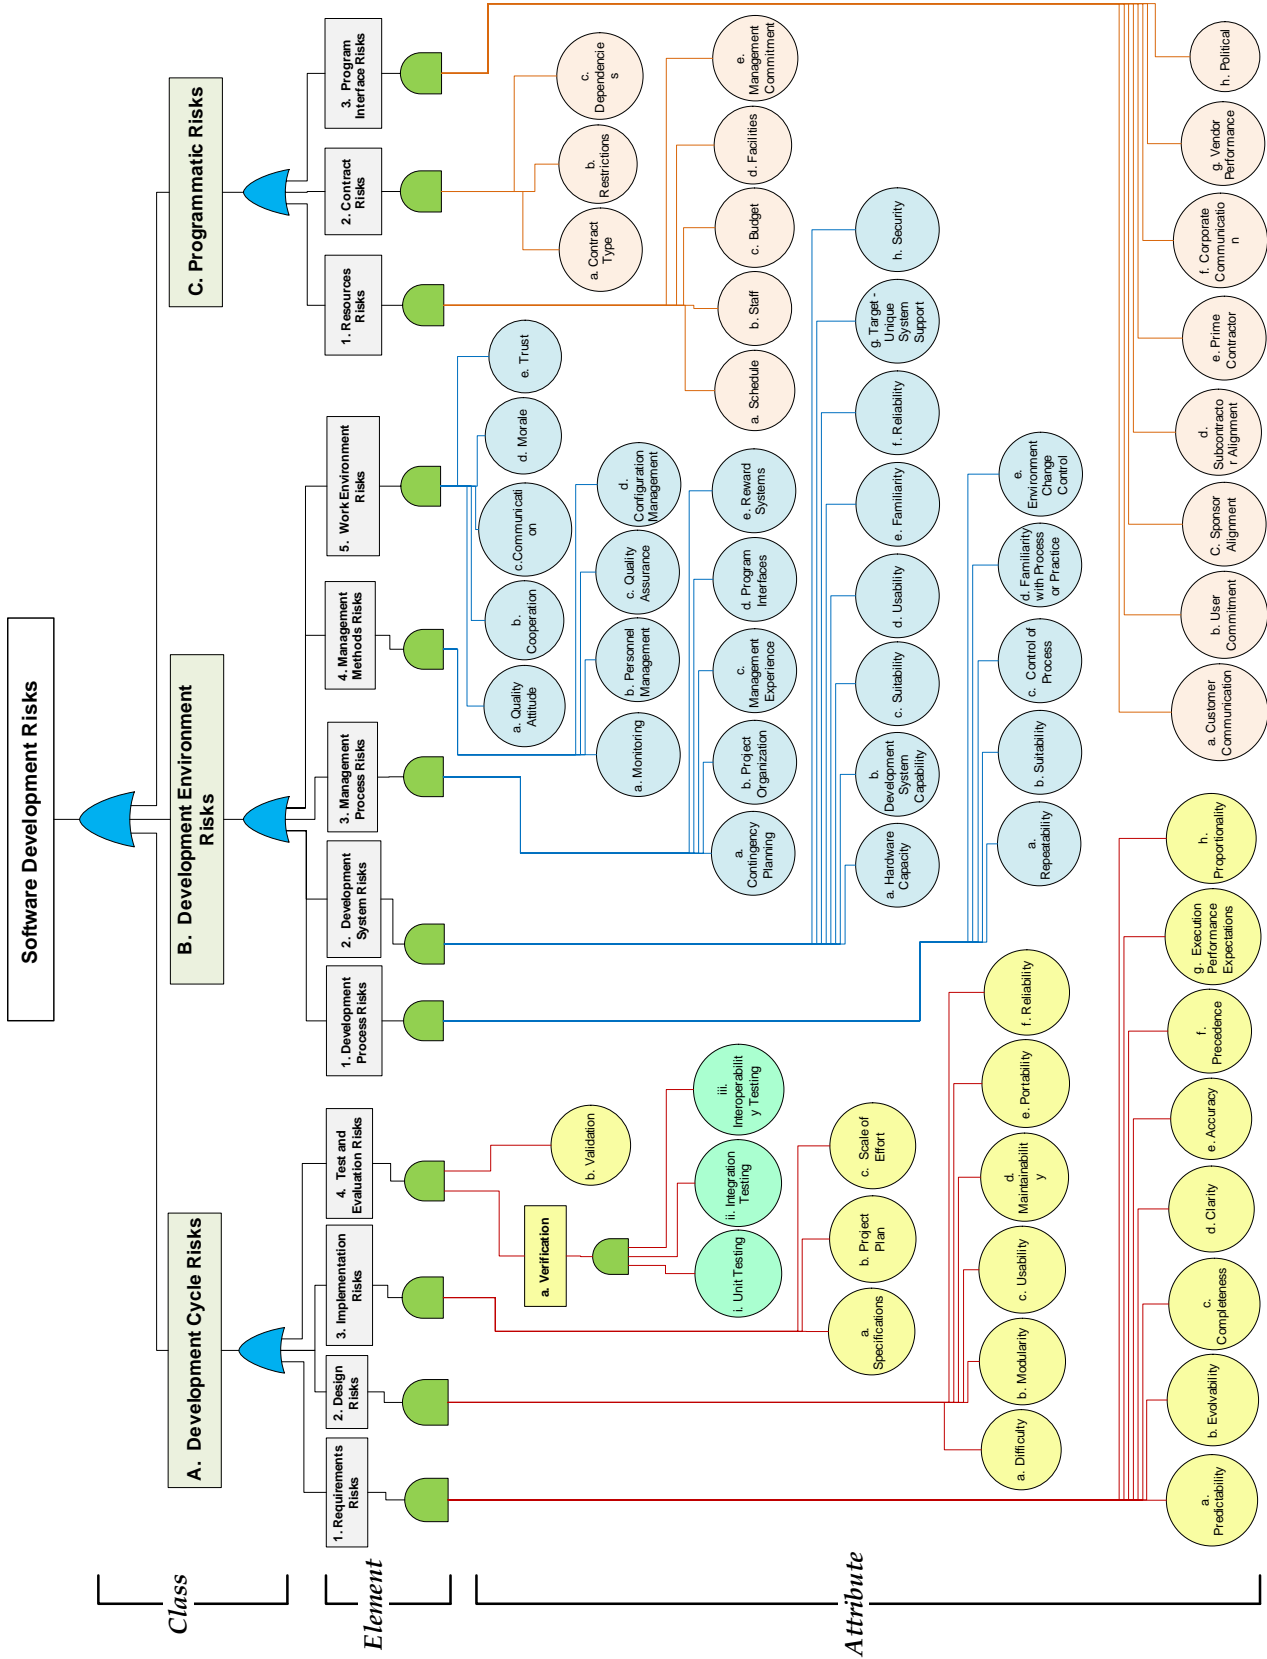 Software Development Risks
Class
A. Development Cycle Risks
B. Development Environment
Risks
C. Programmatic Risks
Element
1. Requirements
Risks
2. Design
Risks
3. Implementation
Risks
4. Test and
Evaluation Risks
1. Development
Process Risks
2. Development
System Risks
3. Management
Process Risks
4. Management
Methods Risks
5. Work Environment
Risks
1. Resources
Risks
2. Contract
Risks
3. Program
Interface Risks
Attribute
a. Quality
Attitude
b.
Cooperation
c.Communicati
on
d. Morale
e. Trust
a. Contract
Type
b.
Restrictions
c.
Dependencie
s
a. Verification
b. Validation
a. Monitoring
b. Personnel
Management
c. Quality
Assurance
d.
Configuration
Management
i. Unit Testing
ii. Integration
Testing
iii.
Interoperabilit
y Testing
a.
Contingency
Planning
b. Project
Organization
c.
Management
Experience
d. Program
Interfaces
e. Reward
Systems
a. Schedule
b. Staff
c. Budget
d. Facilities
e.
Management
Commitment
a.
Specifications
b. Project
Plan
c. Scale of
Effort
a. Hardware
Capacity
b.
Development
System
Capability
c. Suitability
d. Usability
e. Familiarity
f. Reliability
g. Target -
Unique
System
Support
h. Security
a. Difficulty
b. Modularity
c. Usability
d.
Maintainabilit
y
e. Portability
f. Reliability
a.
Repeatability
b. Suitability
c. Control of
Process
d. Familiarity
with Process
or Practice
e.
Environment
Change
Control
a.
Predictability
b. Evolvability
c.
Completeness
d. Clarity
e. Accuracy
f.
Precedence
g. Execution
Performance
Expectations
h.
Proportionality
a. Customer
Communication
b. User
Commitment
C. Sponsor
Alignment
d.
Subcontracto
r Alignment
e. Prime
Contractor
f. Corporate
Communicatio
n
g. Vendor
Performance
h. Political